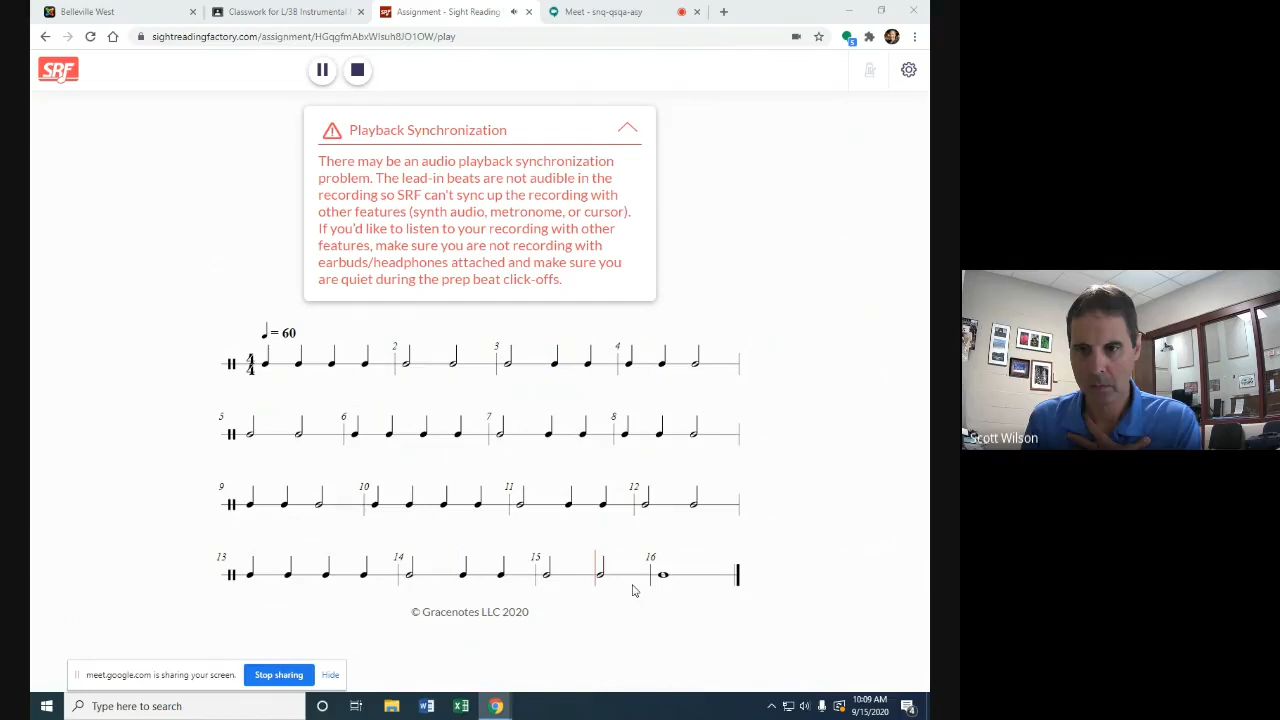 Belleville West
Classwork for L/3B Instrumental
Assignment - Sight Reading
Meet - snq-qsqa-asy
sightreadingfactory.com/assignment/HGqgfmAbxWIsuh8JO1OW/play
5
SRF
Playback Synchronization
There may be an audio playback synchronization
problem. The lead-in beats are not audible in the
recording so SRF can't sync up the recording with
other features (synth audio, metronome, or cursor).
If you'd like to listen to your recording with other
features, make sure you are not recording with
earbuds/headphones attached and make sure you
are quiet during the prep beat click-offs.
= 60
4
4
2
3
4
5
6
7
8
9
10
11
12
13
14
15
16
© Gracenotes LLC 2020
Scott Wilson
meet.google.com is sharing your screen.
Stop sharing
Hide
Type here to search
10:09 AM
9/15/2020
4